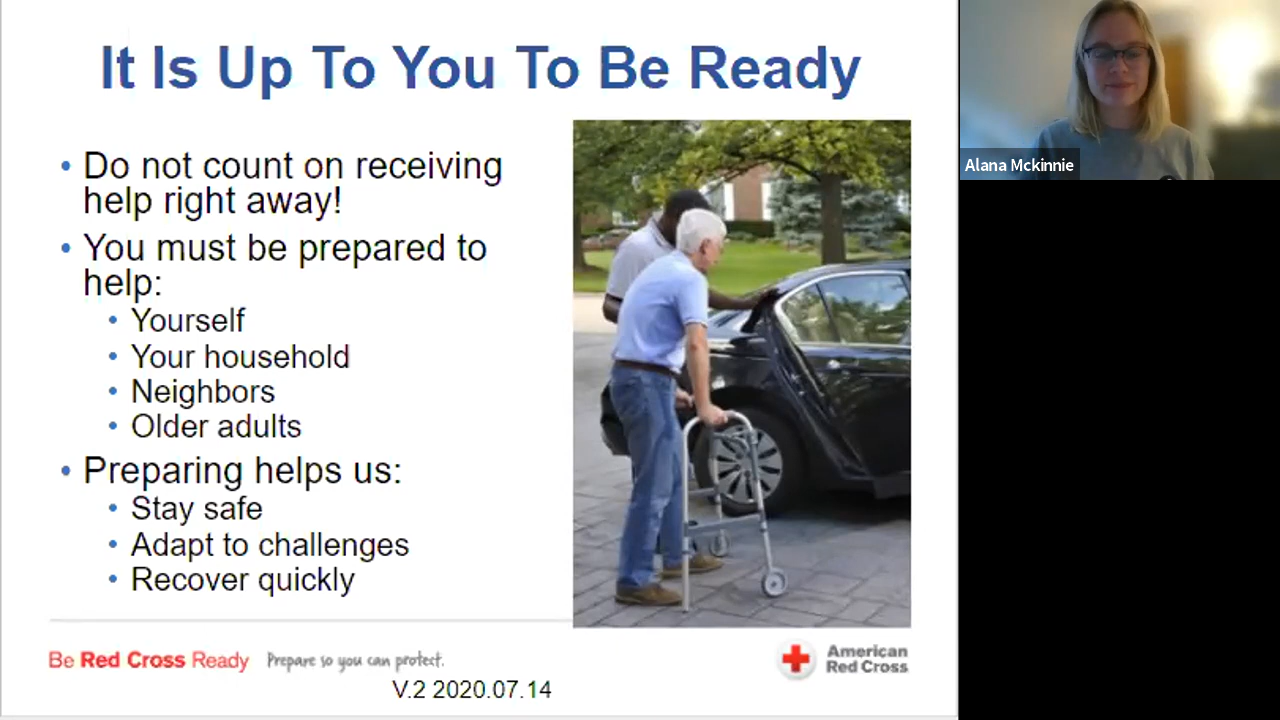 It Is Up To You To Be Ready
• Do not count on receiving
help right away!
• You must be prepared to
help:
• Yourself
• Your household
• Neighbors
• Older adults
• Preparing helps us:
• Stay safe
• Adapt to challenges
• Recover quickly
Be Red Cross Ready Prepare so you can protect.
American
Red Cross
V.2 2020.07.14
Alana Mckinnie